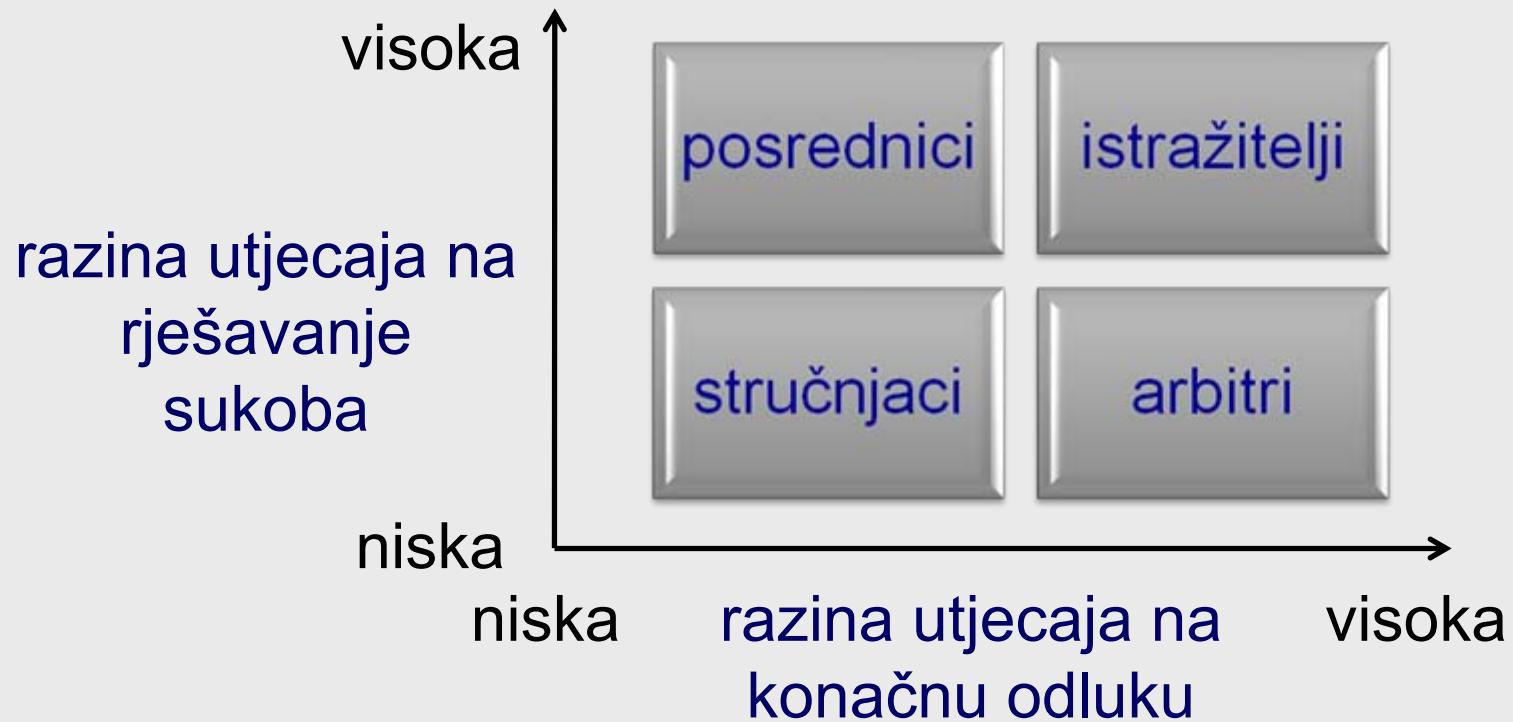 visoka
posrednici
istražitelji
razina utjecaja na
rješavanje
sukoba
stručnjaci
arbitri
niska
niska
razina utjecaja na
konačnu odluku
visoka